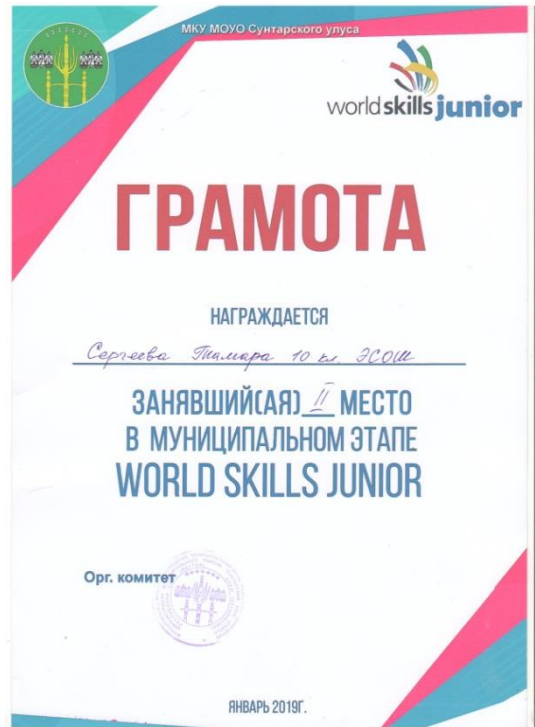 МКУ МОУО Сунтарского улуса
worldskills junior
ГРАМОТА
НАГРАЖДАЕТСЯ
Сергеева Тамара 10 кл. ЭСОШ
ЗАНЯВШИЙ(АЯ) II МЕСТО
В МУНИЦИПАЛЬНОМ ЭТАПЕ
WORLD SKILLS JUNIOR
Орг. комитет
ЯНВАРЬ 2019Г.